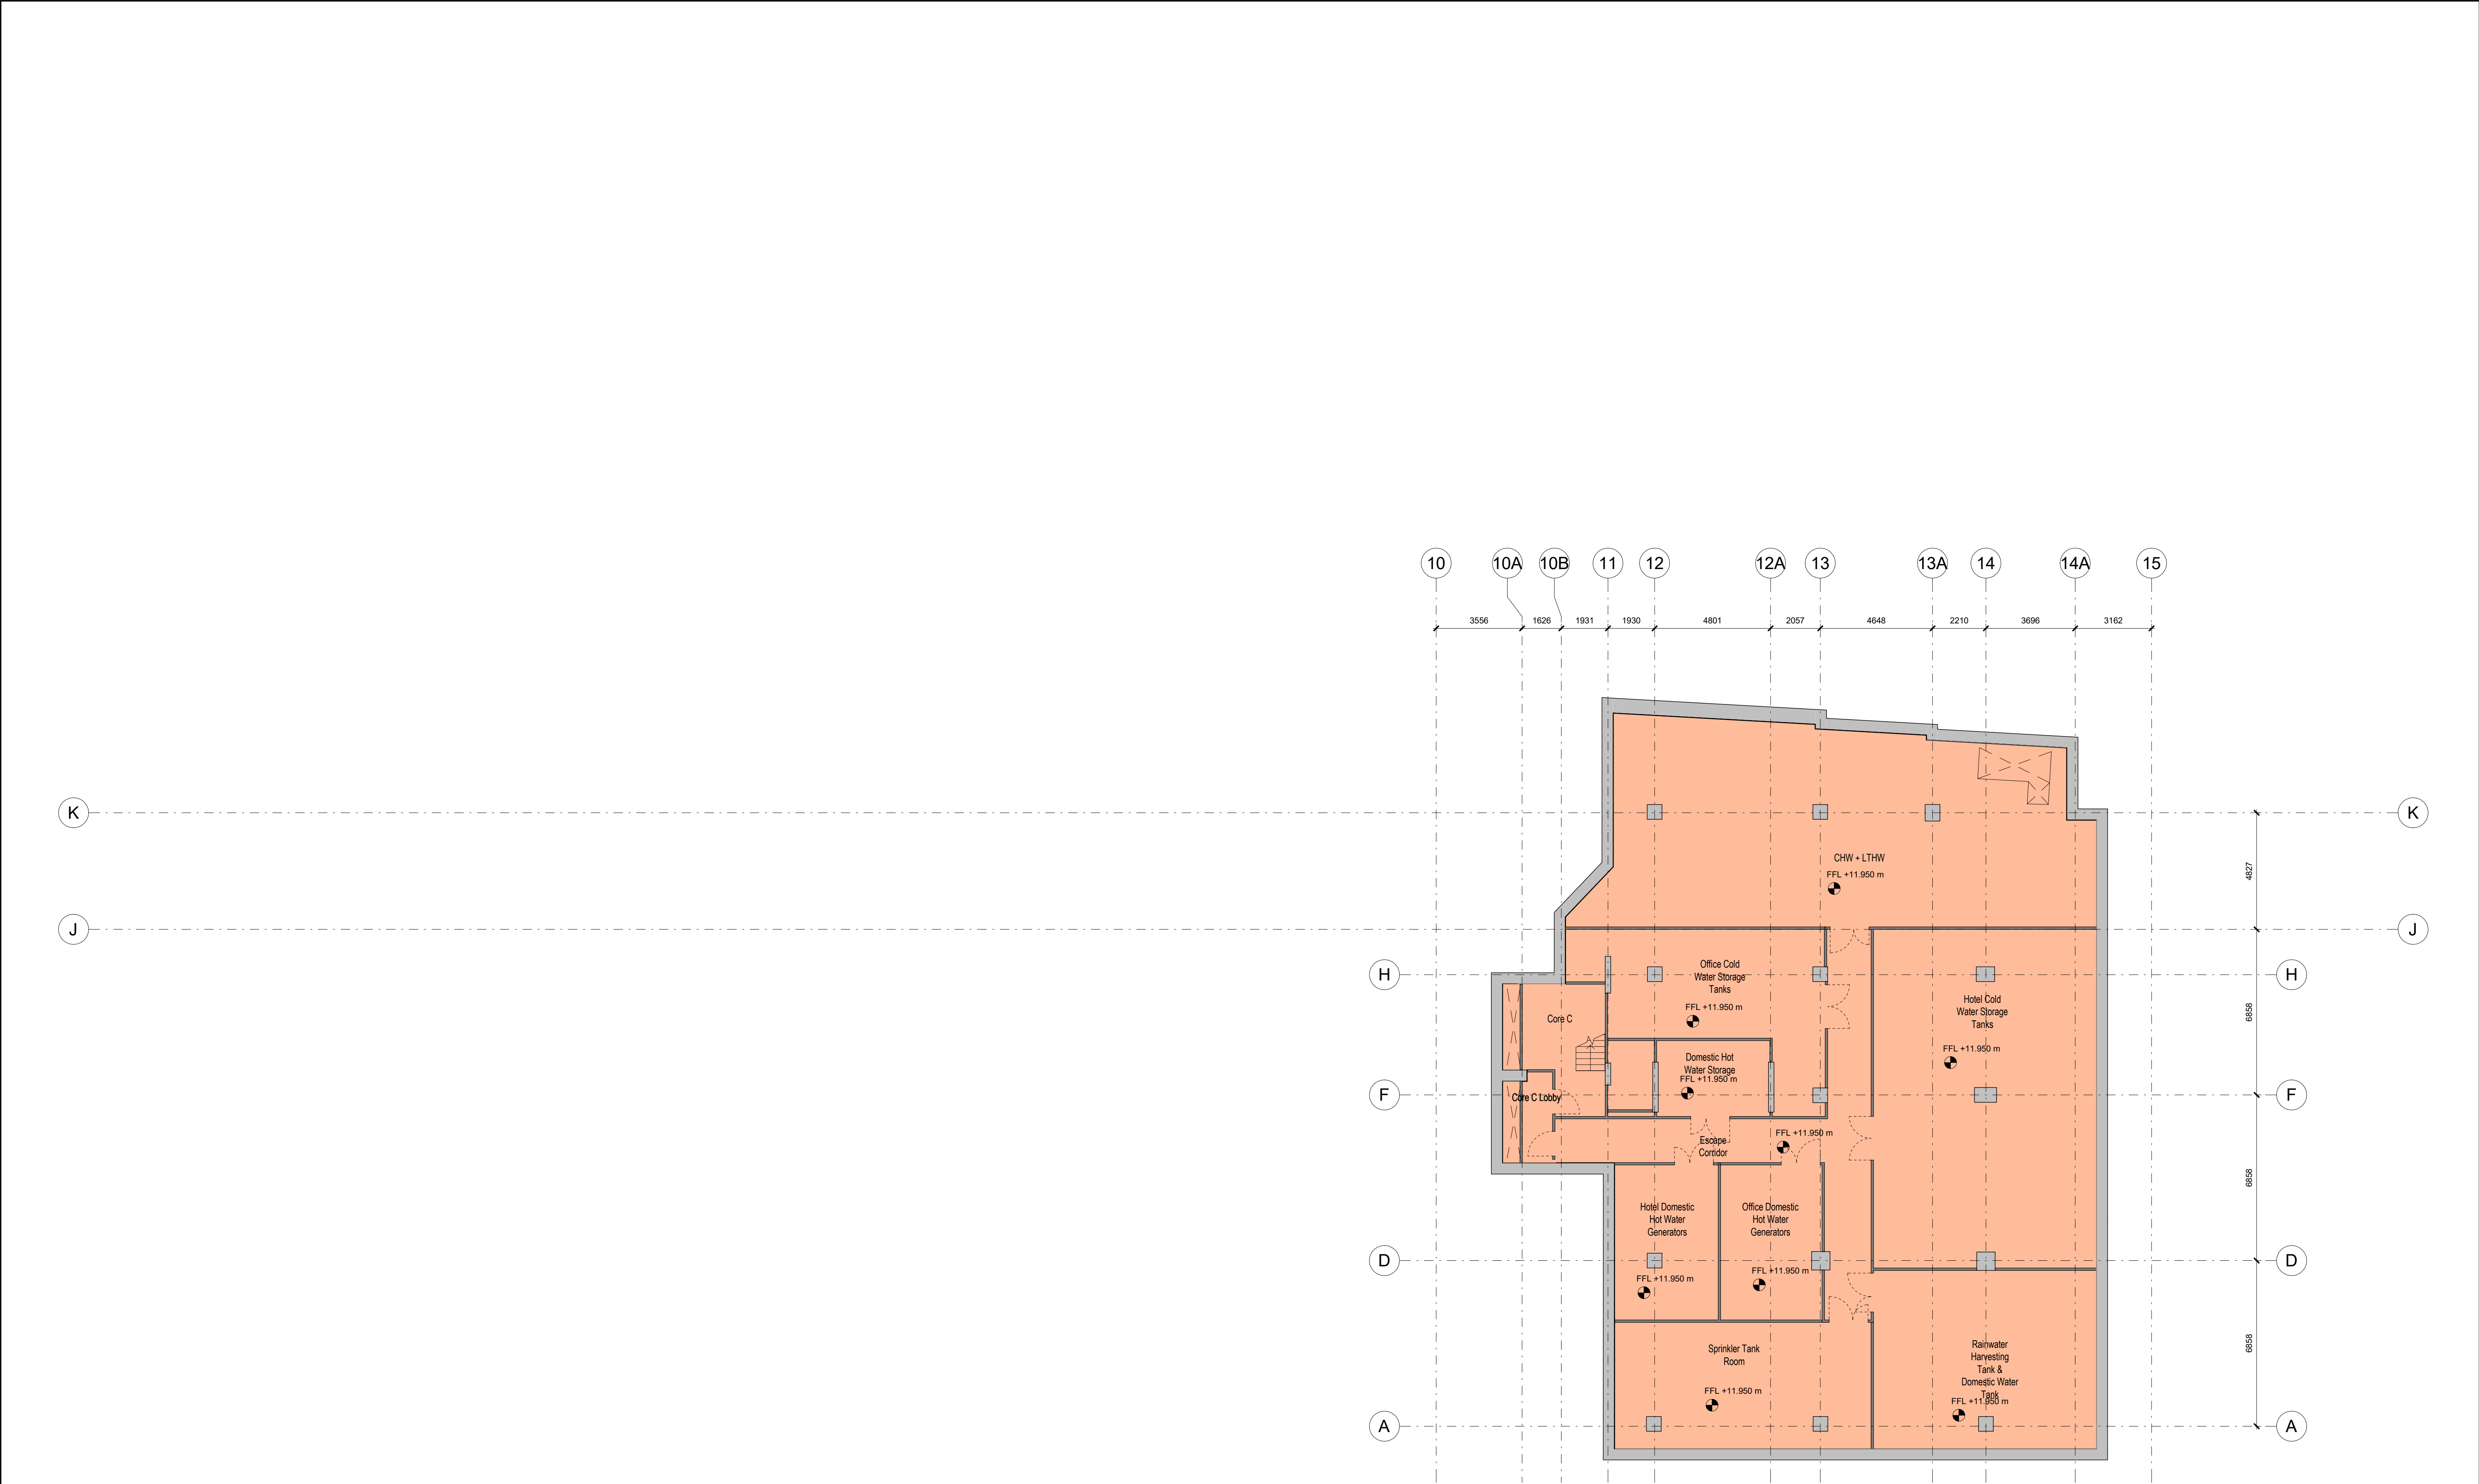 10
10A
10B
11
12
12A
13
13A
14
14A
15
3556
1626
1931
1930
4801
2057
4648
2210
3696
3162
K
K
4827
CHW + LTHW
FFL +11.950 m
J
J
H
H
Office Cold
Water Storage
Tanks
FFL +11.950 m
Hotel Cold
Water Storage
Tanks
FFL +11.950 m
6858
Core C
Domestic Hot
Water Storage
FFL +11.950 m
F
F
Core C Lobby
FFL +11.950 m
Escape
Corridor
6858
Hotel Domestic
Hot Water
Generators
FFL +11.950 m
Office Domestic
Hot Water
Generators
FFL +11.950 m
D
D
6858
Sprinkler Tank
Room
FFL +11.950 m
Rainwater
Harvesting
Tank &
Domestic Water
Tank
FFL +11.950 m
A
A